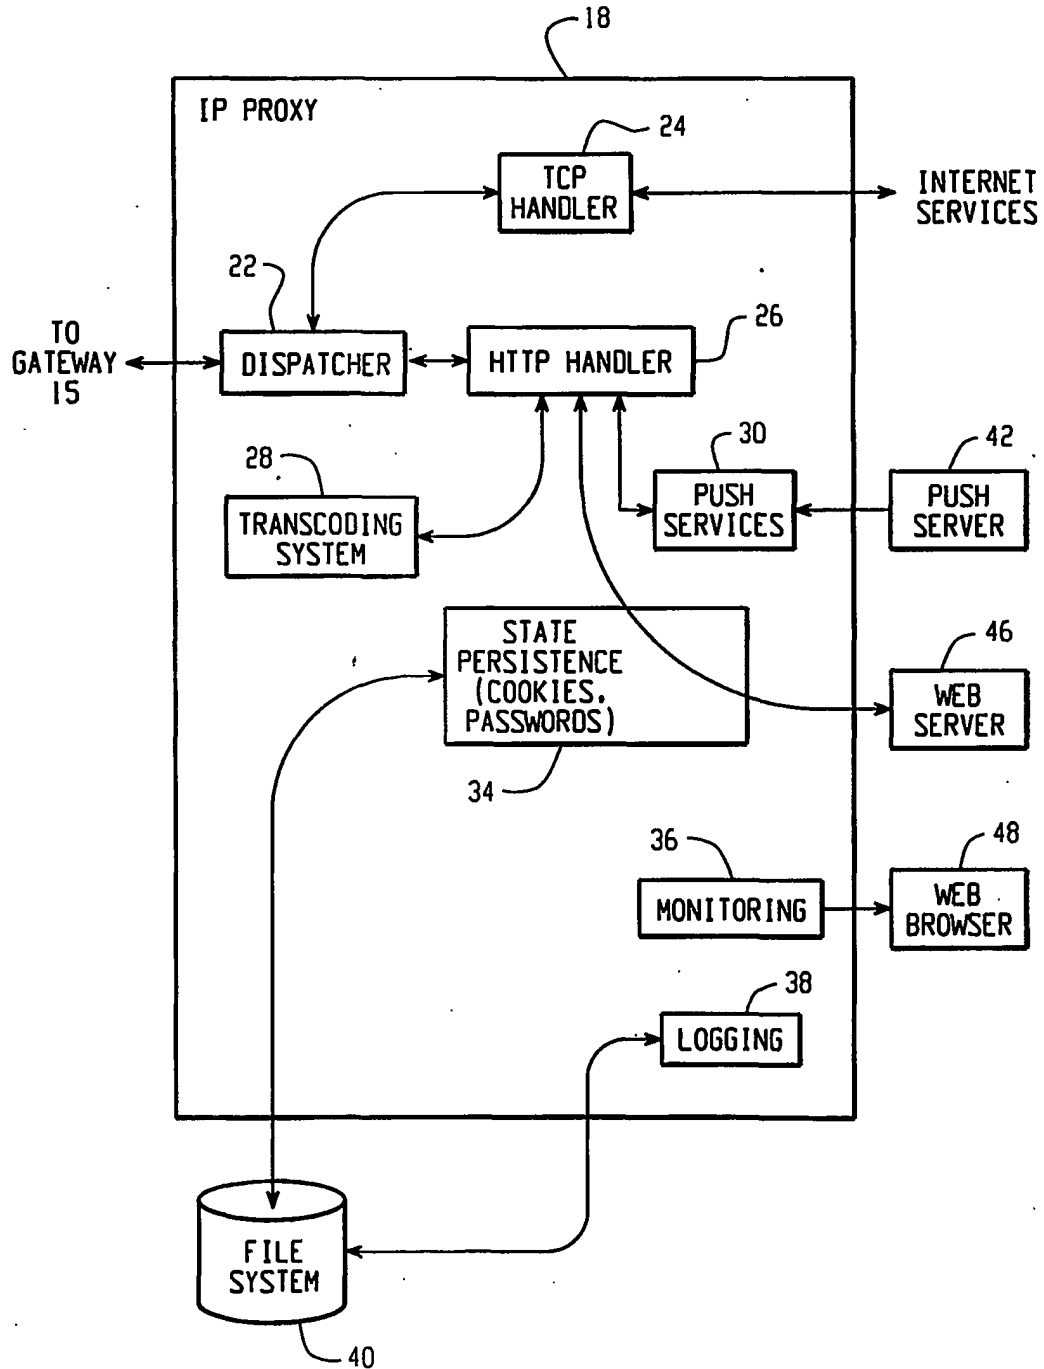 18
IP PROXY
24
TCP
HANDLER
INTERNET
SERVICES
22
TO
GATEWAY
15
DISPATCHER
HTTP HANDLER
26
28
TRANSCODING
SYSTEM
30
PUSH
SERVICES
42
PUSH
SERVER
STATE
PERSISTENCE
(COOKIES,
PASSWORDS)
34
46
WEB
SERVER
36
MONITORING
48
WEB
BROWSER
38
LOGGING
FILE
SYSTEM
40